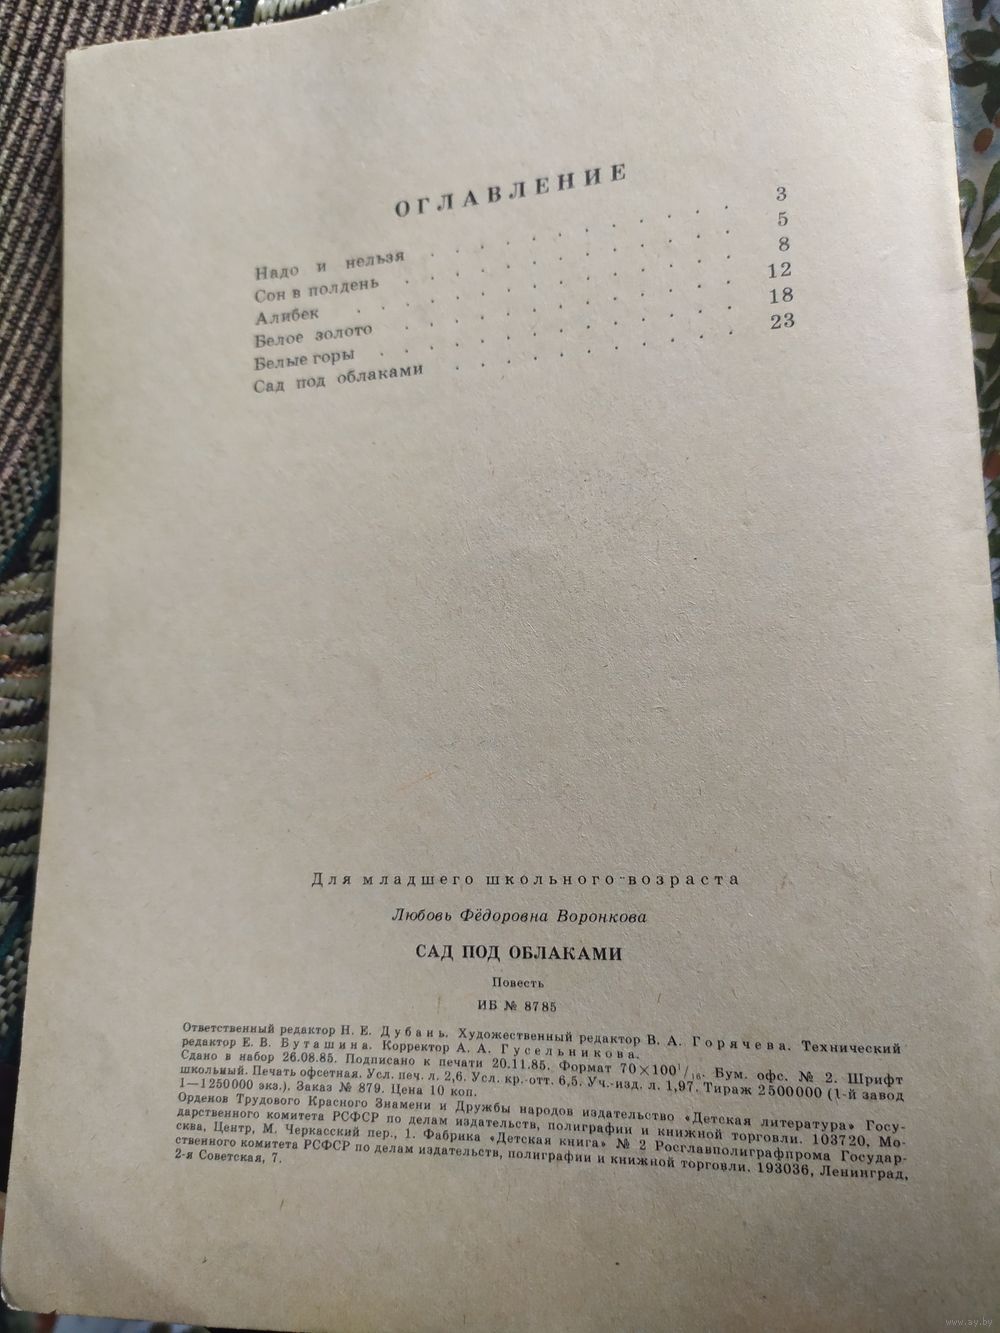 ОГЛАВЛЕНИЕ
Надо и нельзя . . . . . . . . . . . . 3
Сон в полдень . . . . . . . . . . . . . 5
Алибек . . . . . . . . . . . . . . . 8
Белое золото . . . . . . . . . . . . . 12
Белые горы . . . . . . . . . . . . . . 18
Сад под облаками . . . . . . . . . . . 23
Для младшего школьного возраста
Любовь Фёдоровна Воронкова
САД ПОД ОБЛАКАМИ
Повесть
ИБ № 8785
Ответственный редактор Н. Е. Дубань. Художественный редактор В. А. Горячева. Технический
редактор Е. В. Буташина. Корректор А. А. Гусельникова.
Сдано в набор 26.08.85. Подписано к печати 20.11.85. Формат 70×100¹/₁₆. Бум. офс. № 2. Шрифт
школьный. Печать офсетная. Усл. печ. л. 2,6. Усл. кр.-отт. 6,5. Уч.-изд. л. 1,97. Тираж 2500000 (1-й завод
1—1250000 экз.). Заказ № 879. Цена 10 коп.
Орденов Трудового Красного Знамени и Дружбы народов издательство «Детская литература» Госу-
дарственного комитета РСФСР по делам издательств, полиграфии и книжной торговли. 103720, Мо-
сква, Центр, М. Черкасский пер., 1. Фабрика «Детская книга» № 2 Росглавполиграфпрома Государ-
ственного комитета РСФСР по делам издательств, полиграфии и книжной торговли. 193036, Ленинград,
2-я Советская, 7.
www.ay.by